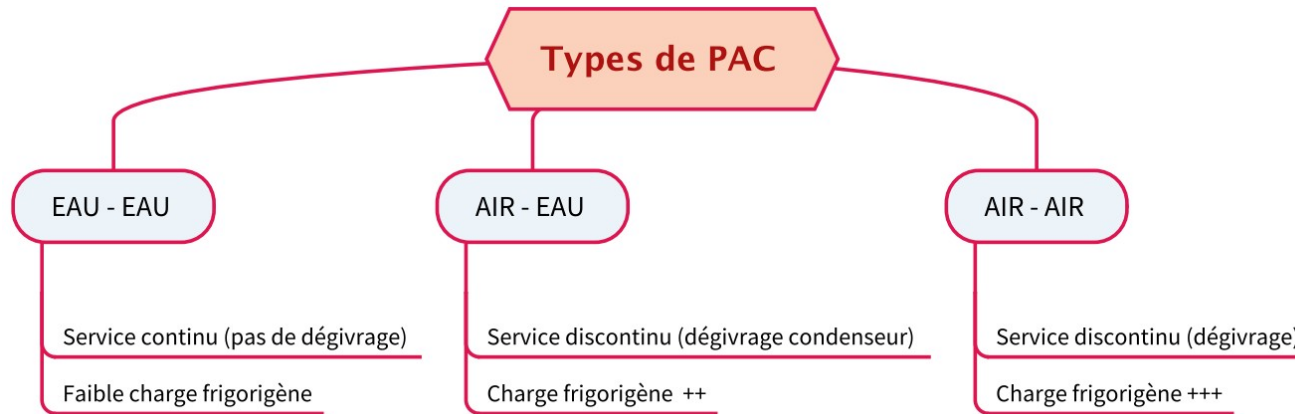 Types de PAC
EAU - EAU
AIR - EAU
AIR - AIR
Service continu (pas de dégivrage)
Service discontinu (dégivrage condenseur)
Service discontinu (dégivrage)
Faible charge frigorigène
Charge frigorigène ++
Charge frigorigène +++